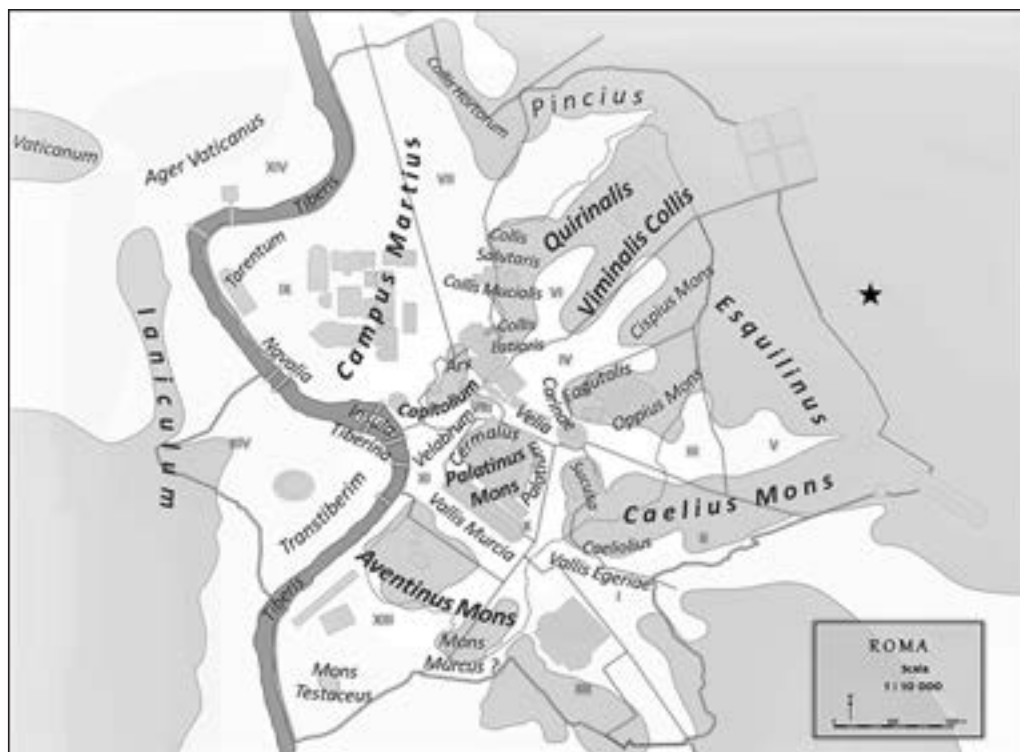 Collis Hortorum
Pincius
Vaticanum
Ager Vaticanus
XIV
VII
Tiberis
Campus Martius
Quirinalis
Collis
Salutaris
Viminalis Collis
Tarentum
IX
Collis Mucialis
VI
Cispius Mons
Esquilinus
Collis
Latiaris
Ianiculum
Navalia
Arx
IV
Fagutalis
Capitolium
VIII
Velia
Carinae
Oppius Mons
Insula
Tiberina
Velabrum
Cermalus
XIV
III
V
Palatinus
Mons
Palatium
XI
X
Sucusa
Caelius Mons
II
Transtiberim
Vallis Murcia
Caeliolus
Vallis Egeriae
I
Aventinus Mons
Tiberis
XIII
Mons
Murcus ?
Mons
Testaceus
XII
ROMA
Scala
1 : 10 000